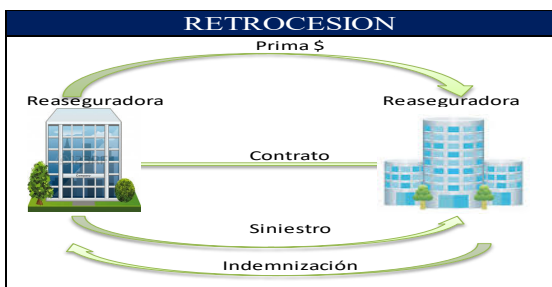 RETROCESION
Prima $
Reaseguradora
Reaseguradora
Contrato
Siniestro
Indemnización